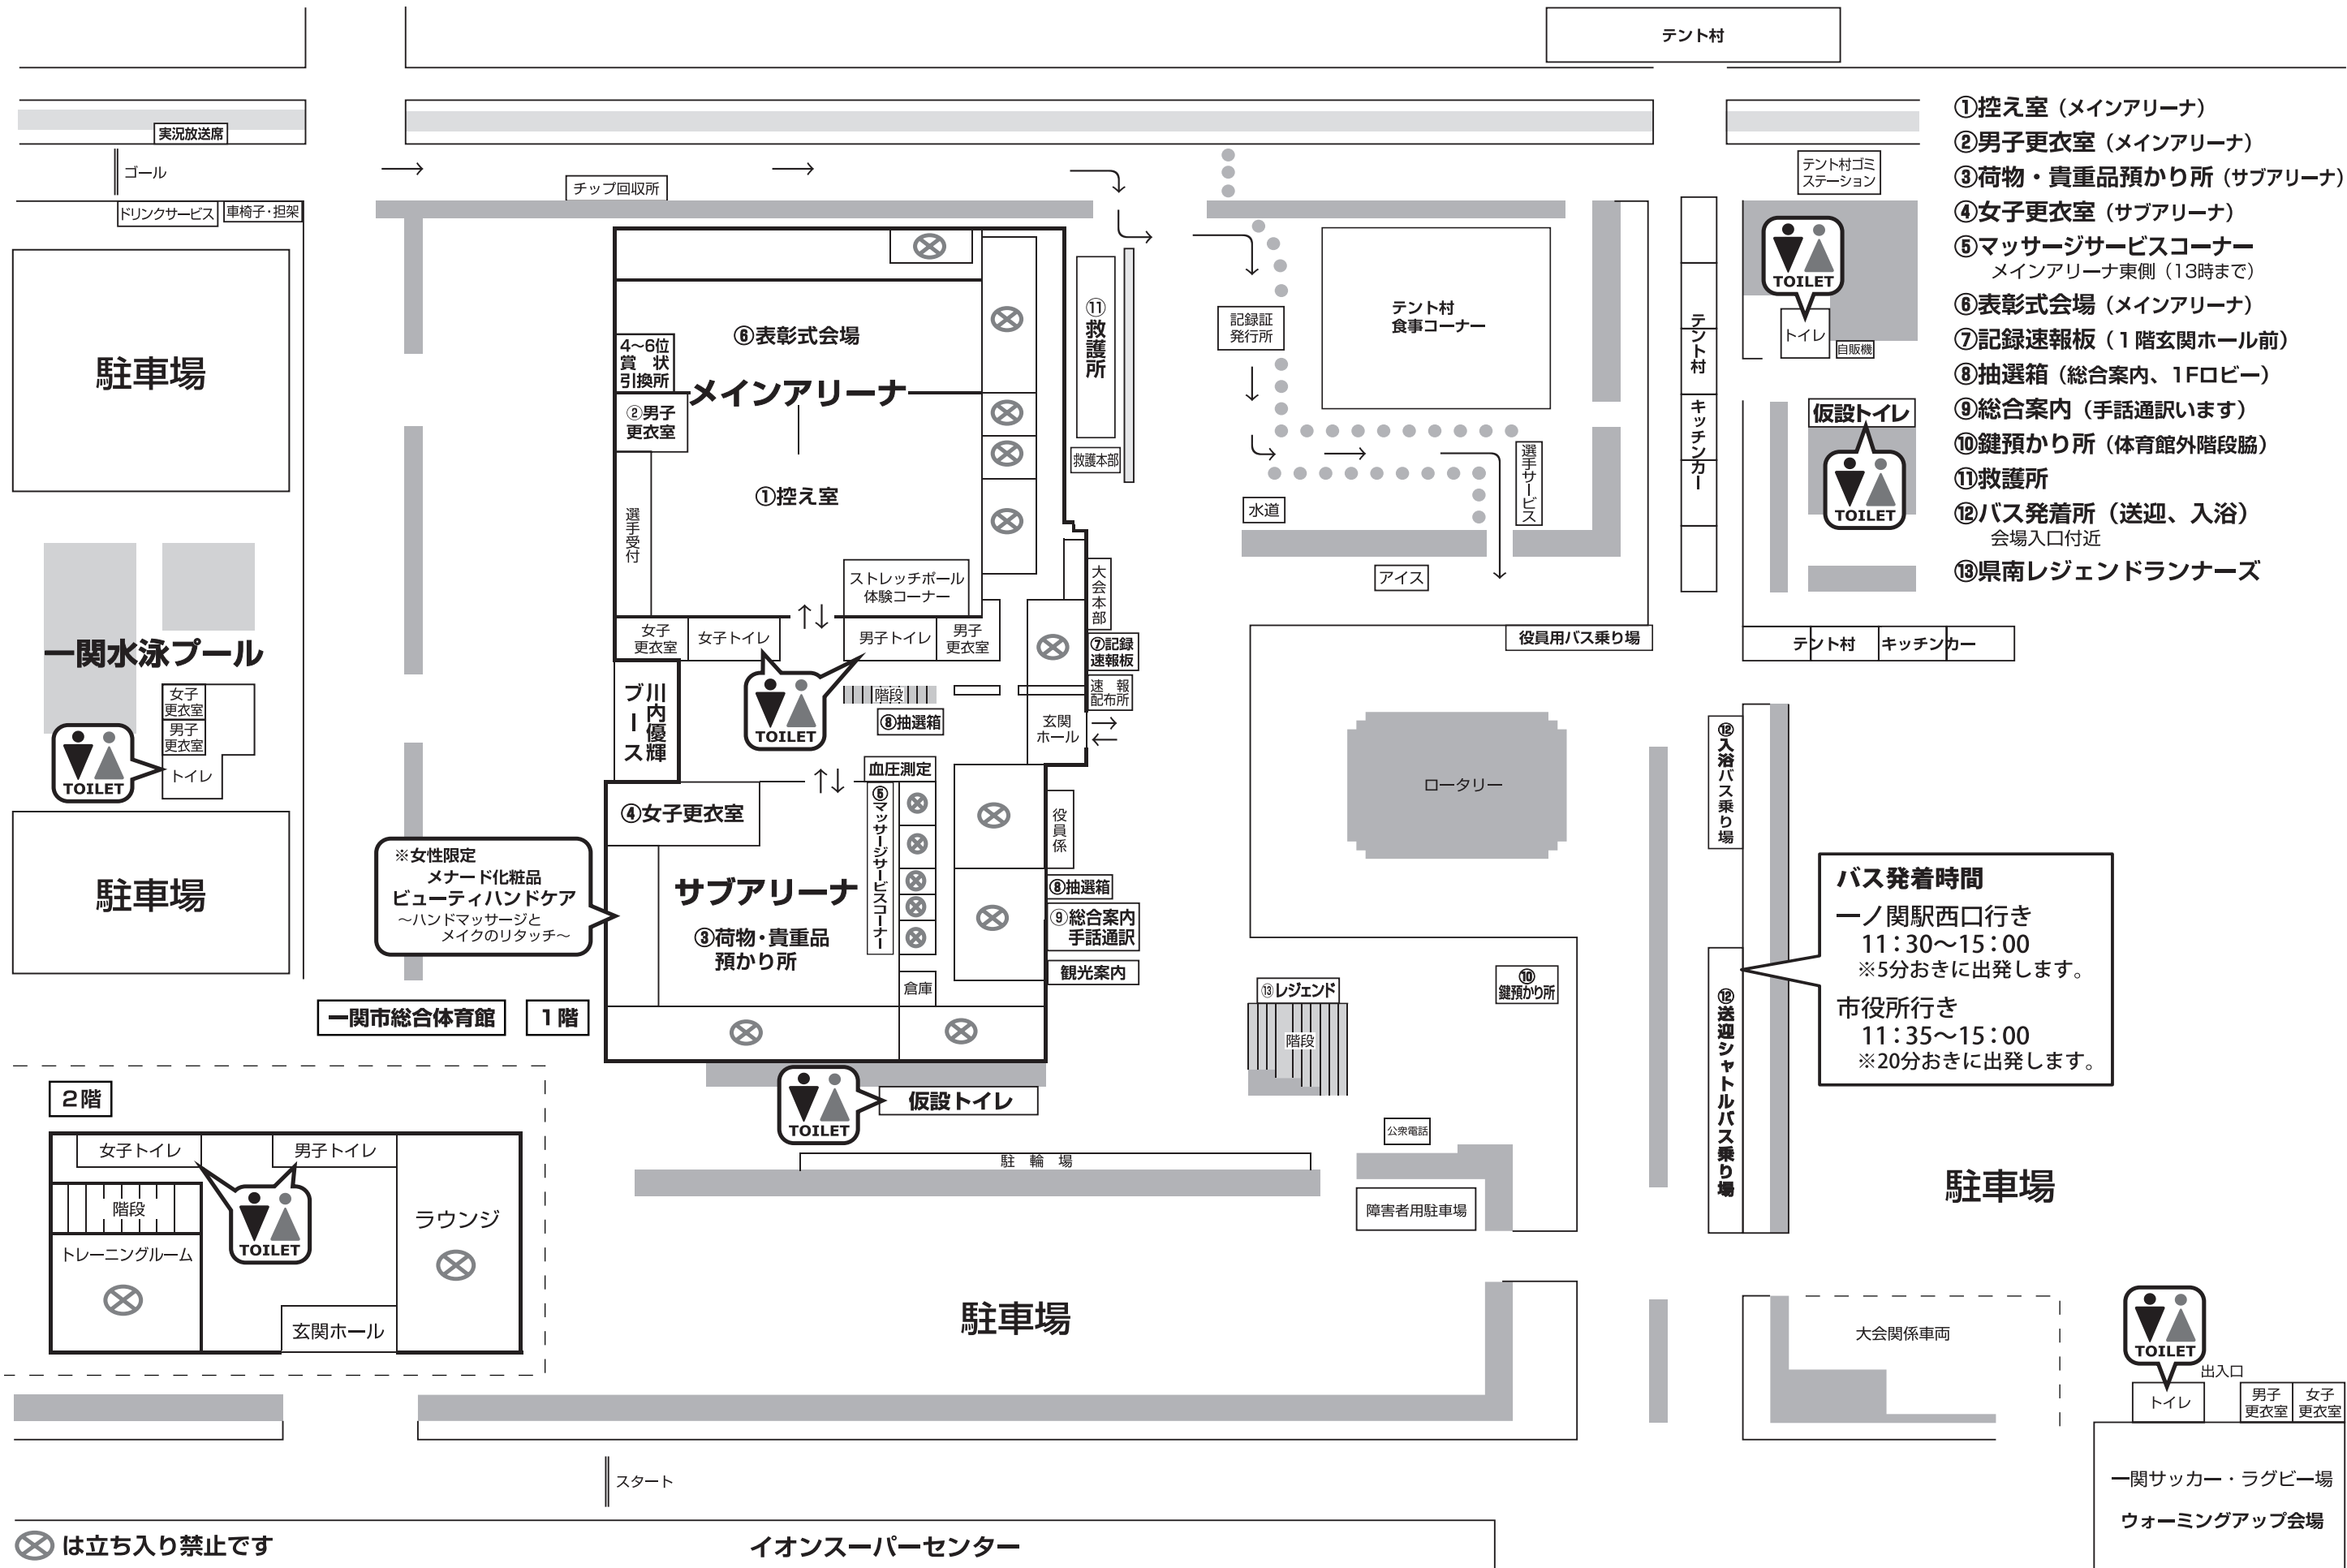 テント村
実況放送席
ゴール
ドリンクサービス
車椅子・担架
チップ回収所
駐車場
一関水泳プール
女子
更衣室
男子
更衣室
トイレ
TOILET
駐車場
⑥表彰式会場
4〜6位
賞　状
引換所
メインアリーナ
②男子
更衣室
①控え室
選手受付
ストレッチポール
体験コーナー
女子
更衣室
女子トイレ
男子トイレ
男子
更衣室
TOILET
階段
⑧抽選箱
川内優輝
ブース
⑪救護所
救護本部
大会本部
⑦記録
速報板
速　報
配布所
玄関
ホール
血圧測定
④女子更衣室
⑤マッサージサービスコーナー
サブアリーナ
③荷物・貴重品
預かり所
倉庫
役員係
⑧抽選箱
⑨総合案内
手話通訳
観光案内
※女性限定
メナード化粧品
ビューティハンドケア
〜ハンドマッサージと
メイクのリタッチ〜
一関市総合体育館
1階
TOILET
仮設トイレ
2階
女子トイレ
男子トイレ
階段
TOILET
トレーニングルーム
ラウンジ
玄関ホール
記録証
発行所
テント村
食事コーナー
選手サービス
水道
アイス
役員用バス乗り場
ロータリー
⑬レジェンド
階段
⑩
鍵預かり所
公衆電話
障害者用駐車場
駐　輪　場
駐車場
スタート
イオンスーパーセンター
は立ち入り禁止です
テント村
キッチンカー
テント村ゴミ
ステーション
TOILET
トイレ
自販機
仮設トイレ
TOILET
テント村
キッチンカー
⑫入浴バス乗り場
⑫送迎シャトルバス乗り場
バス発着時間
一ノ関駅西口行き
11：30〜15：00
※5分おきに出発します。
市役所行き
11：35〜15：00
※20分おきに出発します。
駐車場
大会関係車両
TOILET
出入口
トイレ
男子
更衣室
女子
更衣室
一関サッカー・ラグビー場
ウォーミングアップ会場
①控え室（メインアリーナ）
②男子更衣室（メインアリーナ）
③荷物・貴重品預かり所（サブアリーナ）
④女子更衣室（サブアリーナ）
⑤マッサージサービスコーナー
メインアリーナ東側（13時まで）
⑥表彰式会場（メインアリーナ）
⑦記録速報板（1階玄関ホール前）
⑧抽選箱（総合案内、1Fロビー）
⑨総合案内（手話通訳います）
⑩鍵預かり所（体育館外階段脇）
⑪救護所
⑫バス発着所（送迎、入浴）
会場入口付近
⑬県南レジェンドランナーズ